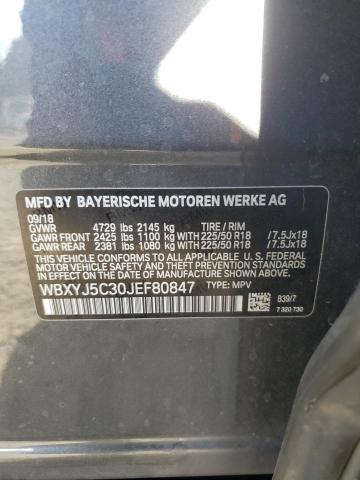 MFD BY BAYERISCHE MOTOREN WERKE AG
09/18
GVWR 4729 lbs 2145 kg TIRE / RIM
GAWR FRONT 2425 lbs 1100 kg WITH 225/50 R18 / 7.5Jx18
GAWR REAR 2381 lbs 1080 kg WITH 225/50 R18 / 7.5Jx18
THIS VEHICLE CONFORMS TO ALL APPLICABLE U.S. FEDERAL
MOTOR VEHICLE SAFETY STANDARDS IN EFFECT
ON THE DATE OF MANUFACTURE SHOWN ABOVE.
WBXYJ5C30JEF80847 TYPE: MPV
B39/7
7 320 730